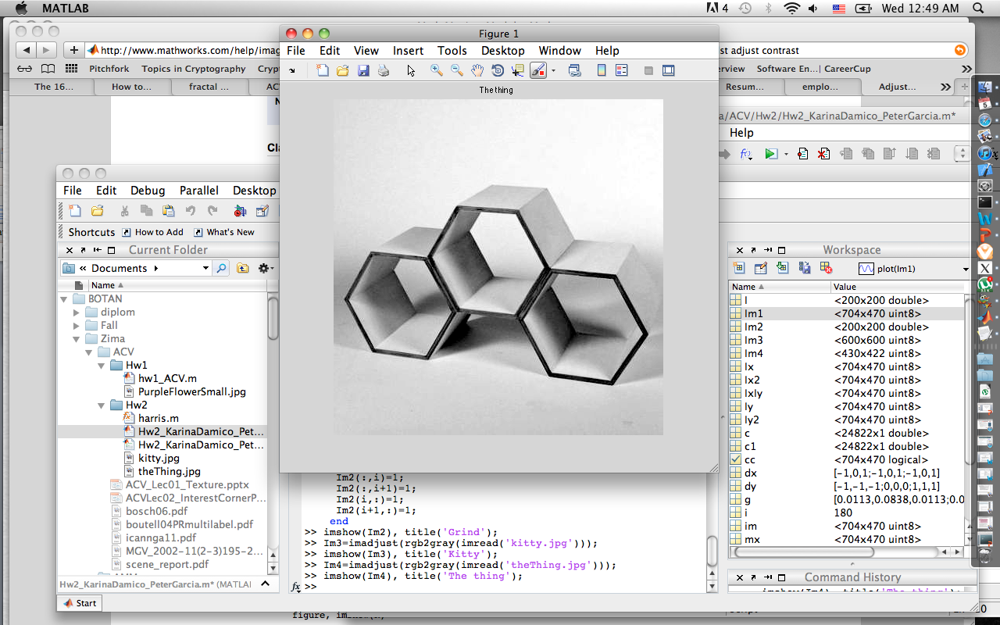 MATLAB
4
Wed 12:49 AM
Figure 1
http://www.mathworks.com/help/imag
st adjust contrast
File Edit View Insert Tools Desktop Window Help
Pitchfork Topics in Cryptography Cryp
erview Software En...| CareerCup
The 16... How to... fractal ... AC
Resum... emplo... Adjust...
The thing
N
a/ACV/Hw2/Hw2_KarinaDamico_PeterGarcia.m*
Help
Cla
File Edit Debug Parallel Desktop
Shortcuts How to Add What's New
Current Folder
Workspace
« Documents
plot(Im1)
Name
Name Value
BOTAN
diplom
Fall
Zima
ACV
Hw1
hw1_ACV.m
PurpleFlowerSmall.jpg
Hw2
harris.m
Hw2_KarinaDamico_Pet...
Hw2_KarinaDamico_Pet...
kitty.jpg
theThing.jpg
ACV_Lec01_Texture.pptx
ACVLec02_InterestCornerP...
bosch06.pdf
boutell04PRmultilabel.pdf
icannga11.pdf
MGV_2002-11(2-3)195-2...
scene_report.pdf
Hw2_KarinaDamico_PeterGarcia.m* (MATLAB
Start
I <200x200 double>
Im1 <704x470 uint8>
Im2 <200x200 double>
Im3 <600x600 uint8>
Im4 <430x422 uint8>
Ix <704x470 uint8>
Ix2 <704x470 uint8>
IxIy <704x470 uint8>
Iy <704x470 uint8>
Iy2 <704x470 uint8>
c <24822x1 double>
c1 <24822x1 double>
cc <704x470 logical>
dx [-1,0,1;-1,0,1;-1,0,1]
dy [-1,-1,-1;0,0,0;1,1,1]
g [0.0113,0.0838,0.0113;0.0
i 180
im <704x470 uint8>
mx <704x470 uint8>
Im2(:,i)=1;
Im2(:,i+1)=1;
Im2(i,:)=1;
Im2(i+1,:)=1;
end
>> imshow(Im2), title('Grind');
>> Im3=imadjust(rgb2gray(imread('kitty.jpg')));
>> imshow(Im3), title('Kitty');
>> Im4=imadjust(rgb2gray(imread('theThing.jpg')));
>> imshow(Im4), title('The thing');
fx >>
Command History
imshow(Im4), title('The thing');